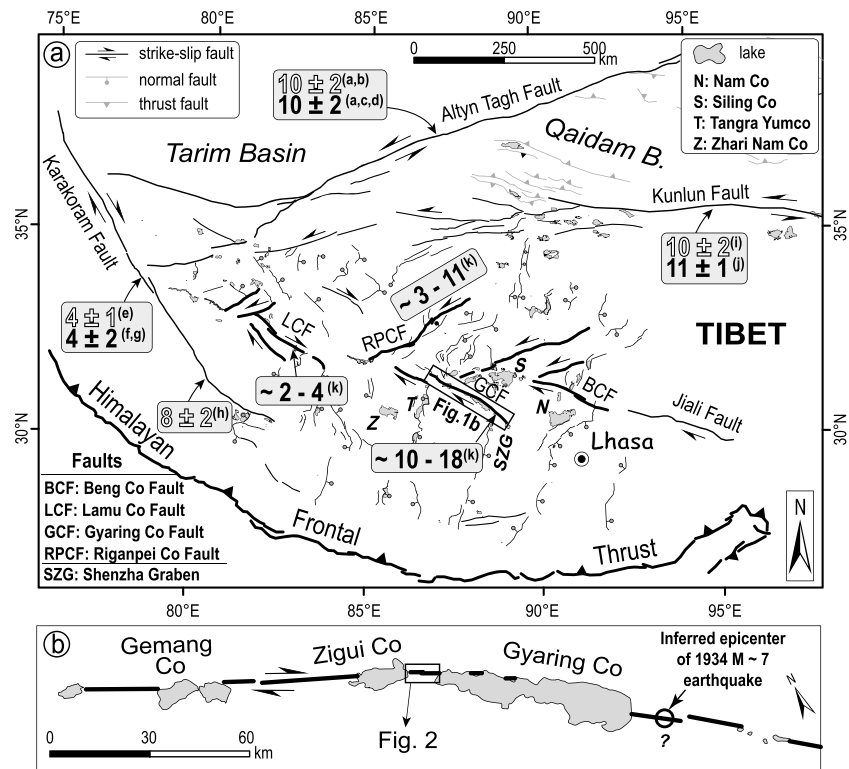 75°E 80°E 85°E 90°E 95°E
a
strike-slip fault
normal fault
thrust fault
0 250 500
km
lake
N: Nam Co
S: Siling Co
T: Tangra Yumco
Z: Zhari Nam Co
10 ± 2(a,b)
10 ± 2(a,c,d)
Altyn Tagh Fault
Tarim Basin
Qaidam B.
Karakoram Fault
Kunlun Fault
35°N
35°N
10 ± 2(i)
11 ± 1(j)
~ 3 - 11(k)
4 ± 1(e)
4 ± 2(f,g)
LCF
RPCF
TIBET
~ 2 - 4(k)
S
GCF
BCF
8 ± 2(h)
Z
T
Fig.1b
N
Jiali Fault
30°N
30°N
~ 10 - 18(k)
SZG
Lhasa
Himalayan
Frontal
Thrust
Faults
BCF: Beng Co Fault
LCF: Lamu Co Fault
GCF: Gyaring Co Fault
RPCF: Riganpei Co Fault
SZG: Shenzha Graben
N
80°E 85°E 90°E 95°E
b
Gemang
Co
Zigui Co
Gyaring Co
Inferred epicenter
of 1934 M ~ 7
earthquake
N
Fig. 2
?
0 30 60
km